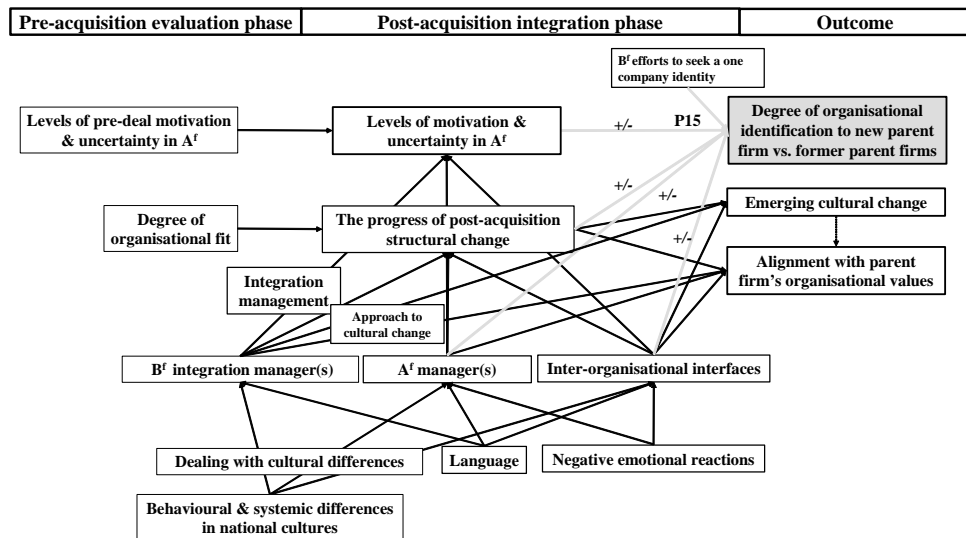 Pre-acquisition evaluation phase
Post-acquisition integration phase
Outcome
Bᶠ efforts to seek a one
company identity
Levels of pre-deal motivation
& uncertainty in Aᶠ
Levels of motivation &
uncertainty in Aᶠ
+/-
P15
Degree of organisational
identification to new parent
firm vs. former parent firms
+/-
+/-
Degree of
organisational fit
The progress of post-acquisition
structural change
+/-
Emerging cultural change
Alignment with parent
firm's organisational values
Integration
management
Approach to
cultural change
Bᶠ integration manager(s)
Aᶠ manager(s)
Inter-organisational interfaces
Dealing with cultural differences
Language
Negative emotional reactions
Behavioural & systemic differences
in national cultures